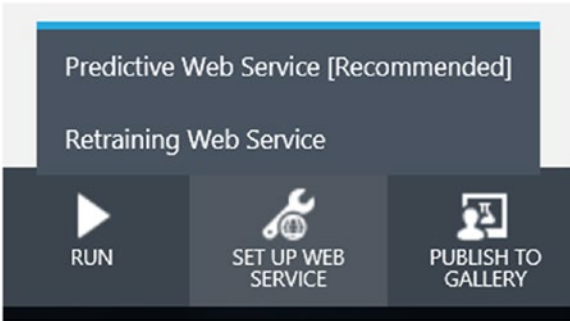 Predictive Web Service [Recommended]
Retraining Web Service
RUN
SET UP WEB
SERVICE
PUBLISH TO
GALLERY